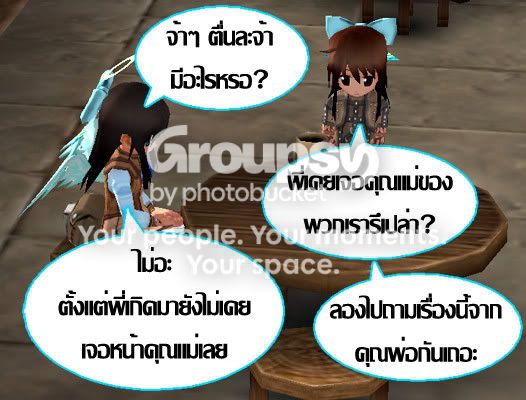 จ้าๆ ตื่นละจ้า
มีอะไรหรอ?
พี่เคยเจอคุณแม่ของ
พวกเรารึเปล่า?
ไม่อะ
ตั้งแต่พี่เกิดมายังไม่เคย
เจอหน้าคุณแม่เลย
ลองไปถามเรื่องนี้จาก
คุณพ่อกันเถอะ
Groupsy
by photobucket
Your people. Your moments.
Your space.